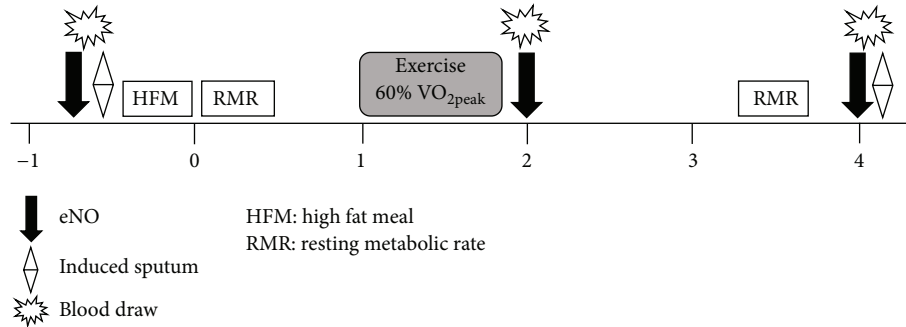 HFM
RMR
Exercise
60% VO2peak
RMR
−1
0
1
2
3
4
eNO
Induced sputum
Blood draw
HFM: high fat meal
RMR: resting metabolic rate